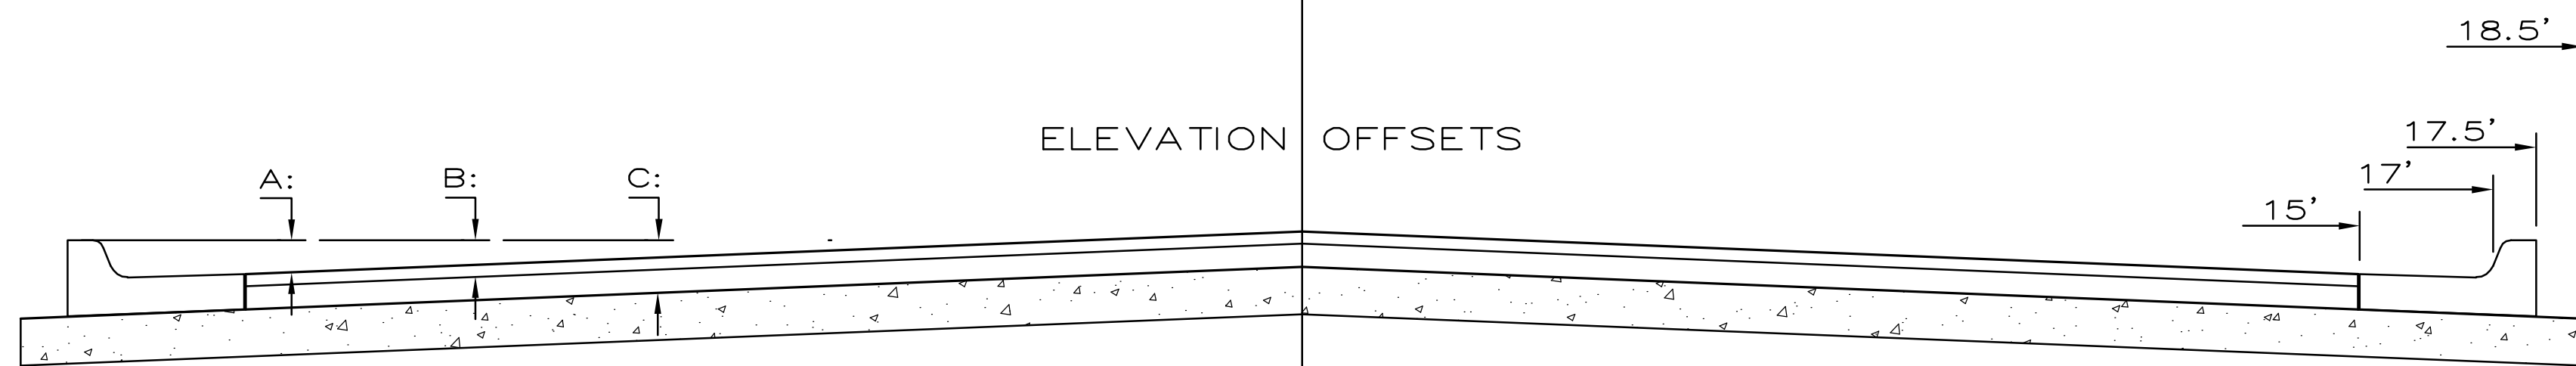 18.5'
ELEVATION OFFSETS
17.5'
17'
A:
B:
C:
15'